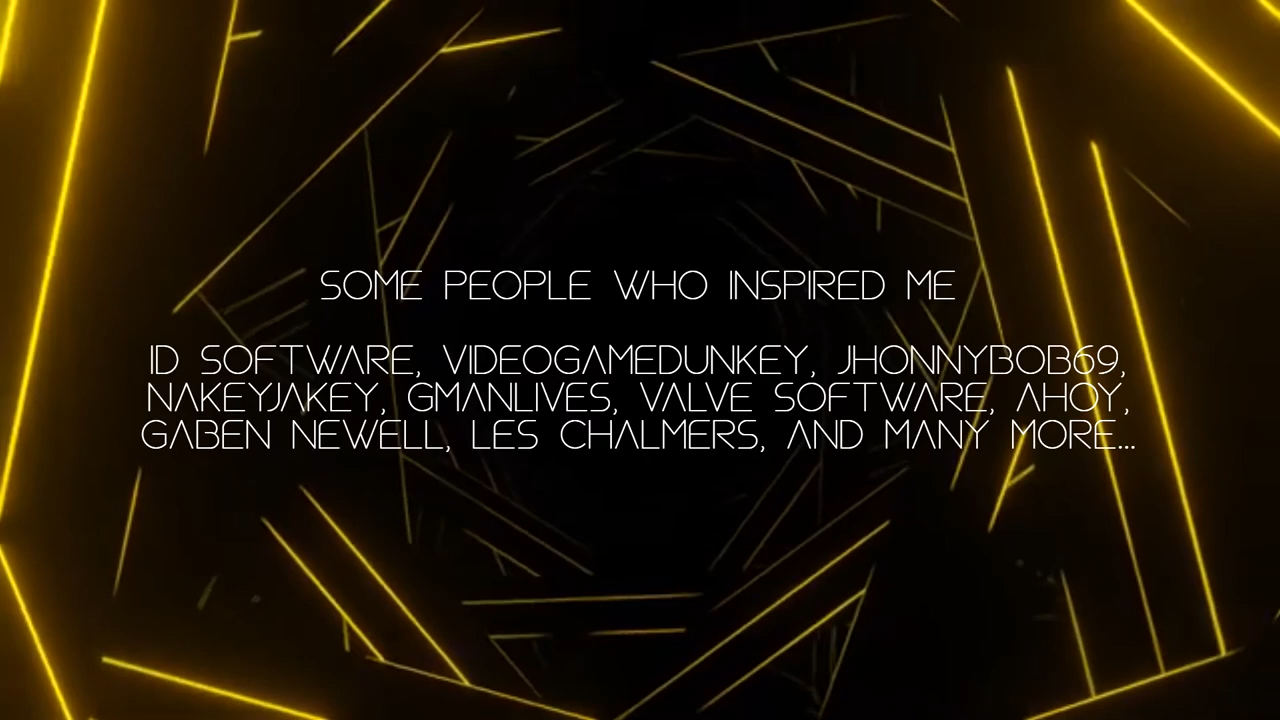 SOME PEOPLE WHO INSPIRED ME
ID SOFTWARE, VIDEOGAMEDUNKEY, JHONNYBOB69,
NAKEYJAKEY, GMANLIVES, VALVE SOFTWARE, AHOY,
GABEN NEWELL, LES CHALMERS, AND MANY MORE...